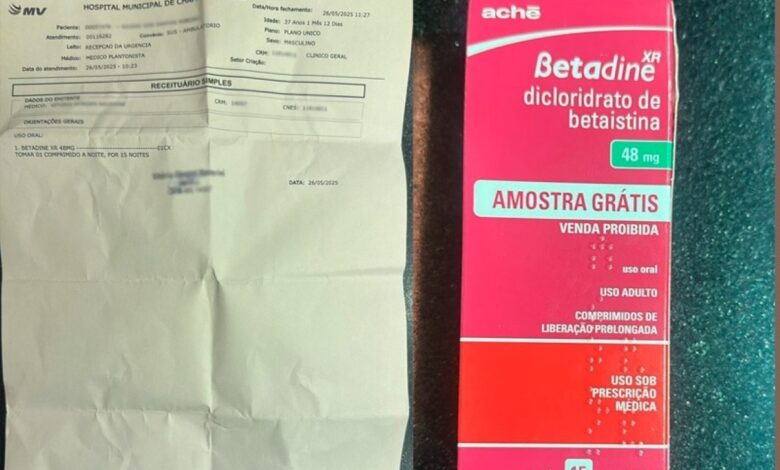 MV
HOSPITAL MUNICIPAL DE
Data/Hora fechamento: 26/05/2025 11:27
Paciente:
Idade: 37 Anos 1 Mês 12 Dias
Atendimento: 00116282
Convenio: SUS - AMBULATORIO
Plano: PLANO UNICO
Leito: RECEPCAO DA URGENCIA
Sexo: MASCULINO
Médico: MEDICO PLANTONISTA
CRM: CLINICO GERAL
Data do atendimento: 26/05/2025 - 10:23
Setor Criação:
RECEITUÁRIO SIMPLES
DADOS DO EMITENTE
MÉDICO:
CRM:
CNES:
ORIENTAÇÕES GERAIS
USO ORAL:
1. BETADINE XR 48MG ------------------------01CX
TOMAR 01 COMPRIMIDO A NOITE, POR 15 NOITES
DATA: 26/05/2025
achē
Betadine XR
dicloridrato de
betaistina
48 mg
AMOSTRA GRÁTIS
VENDA PROIBIDA
uso oral
USO ADULTO
COMPRIMIDOS DE
LIBERAÇÃO PROLONGADA
USO SOB
PRESCRIÇÃO
MÉDICA
15